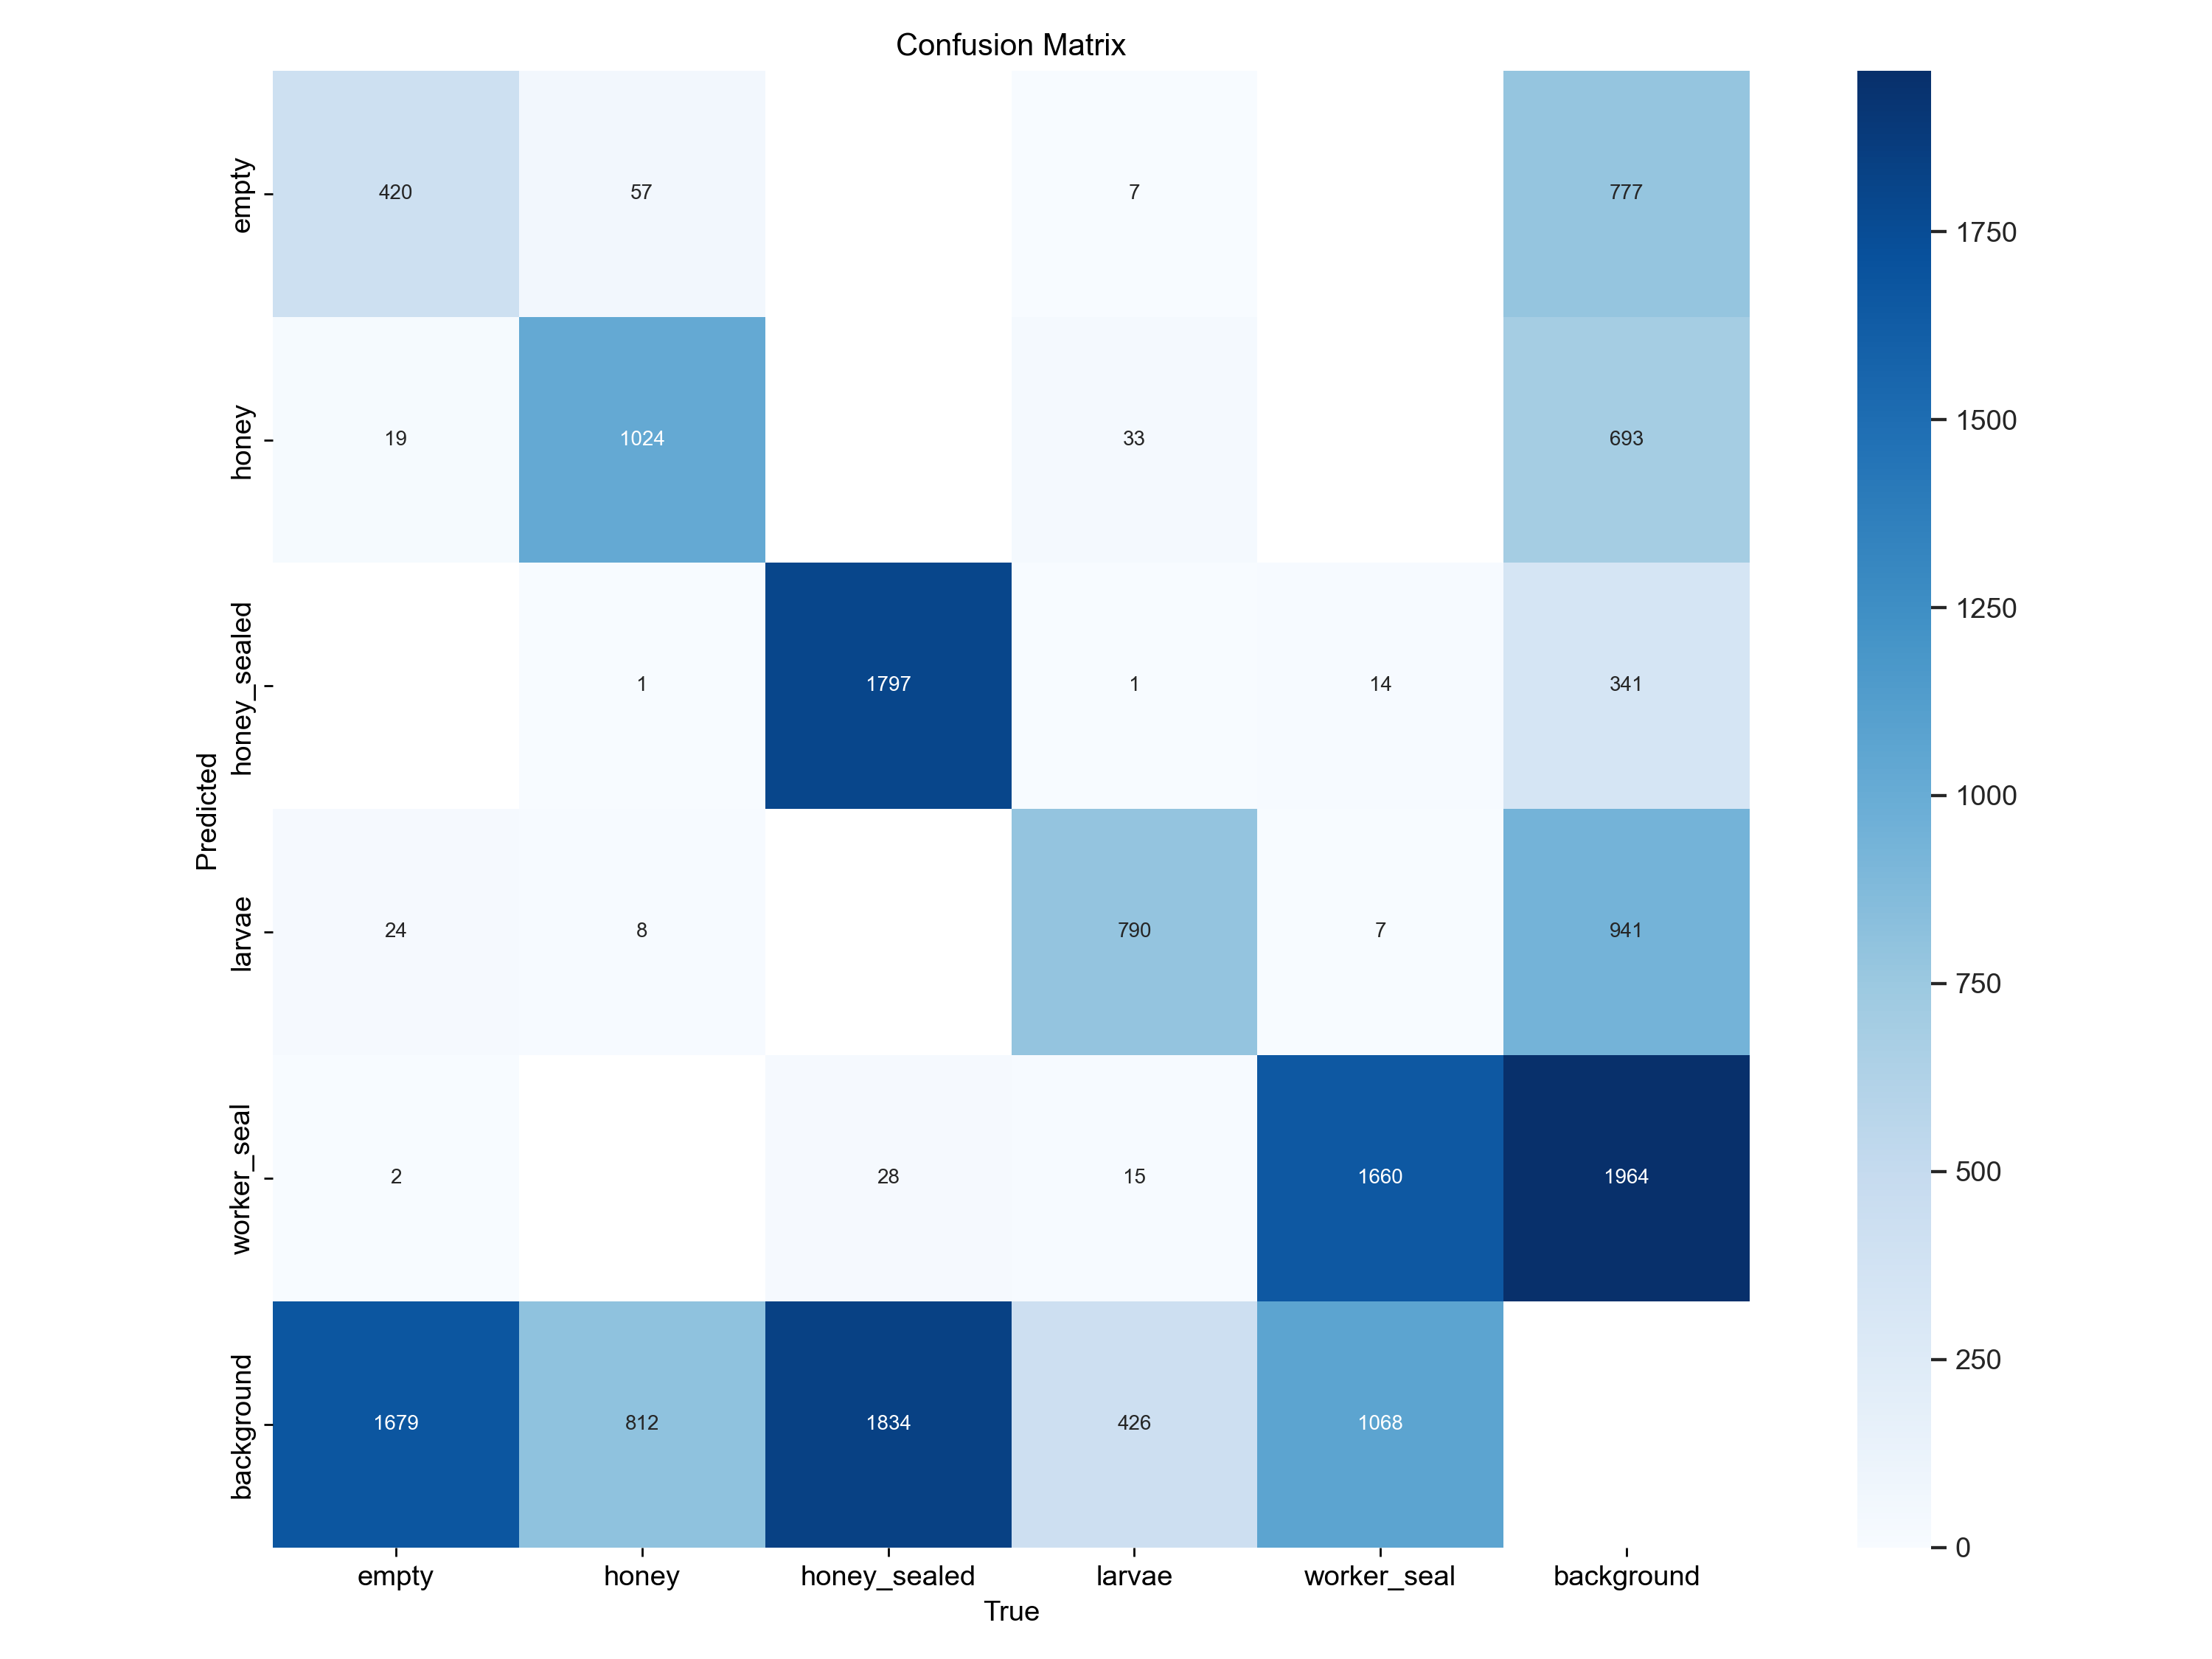 Confusion Matrix
empty
420 57 7 777
honey
19 1024 33 693
honey_sealed
1 1797 1 14 341
larvae
24 8 790 7 941
worker_seal
2 28 15 1660 1964
background
1679 812 1834 426 1068
empty honey honey_sealed larvae worker_seal background
True
Predicted
1750
1500
1250
1000
750
500
250
0